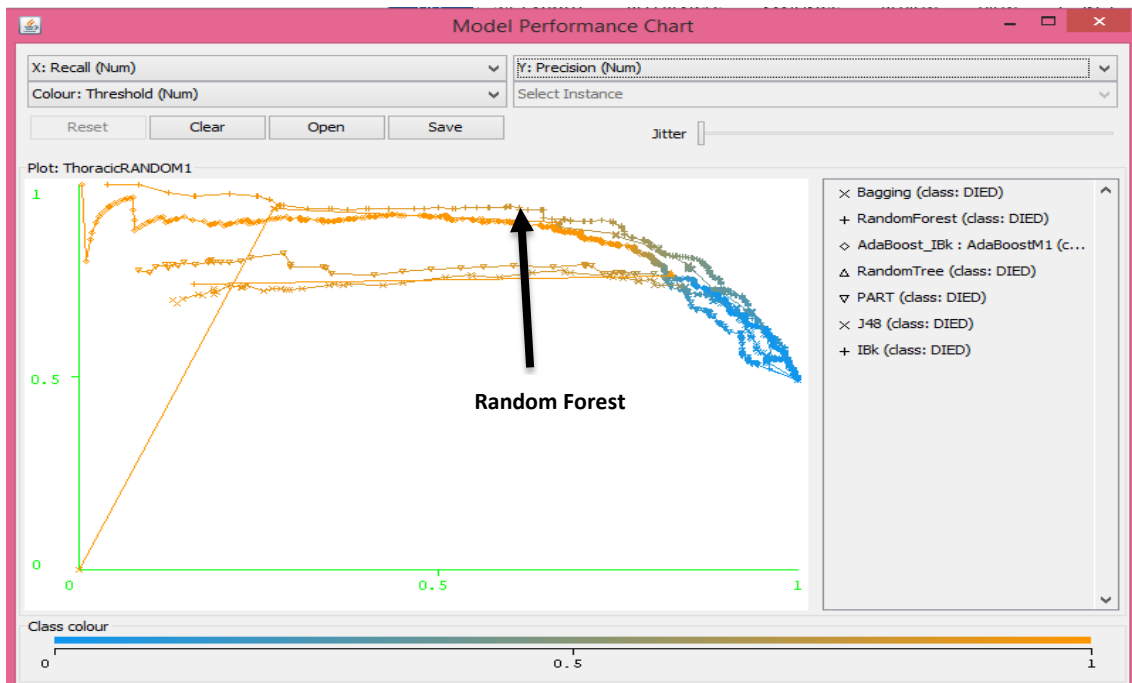 Model Performance Chart
X: Recall (Num)
Y: Precision (Num)
Colour: Threshold (Num)
Select Instance
Reset
Clear
Open
Save
Jitter
Plot: ThoracicRANDOM1
1
0.5
0
0
0.5
1
Random Forest
Bagging (class: DIED)
RandomForest (class: DIED)
AdaBoost_IBk : AdaBoostM1 (c...
RandomTree (class: DIED)
PART (class: DIED)
J48 (class: DIED)
IBk (class: DIED)
Class colour
0
0.5
1